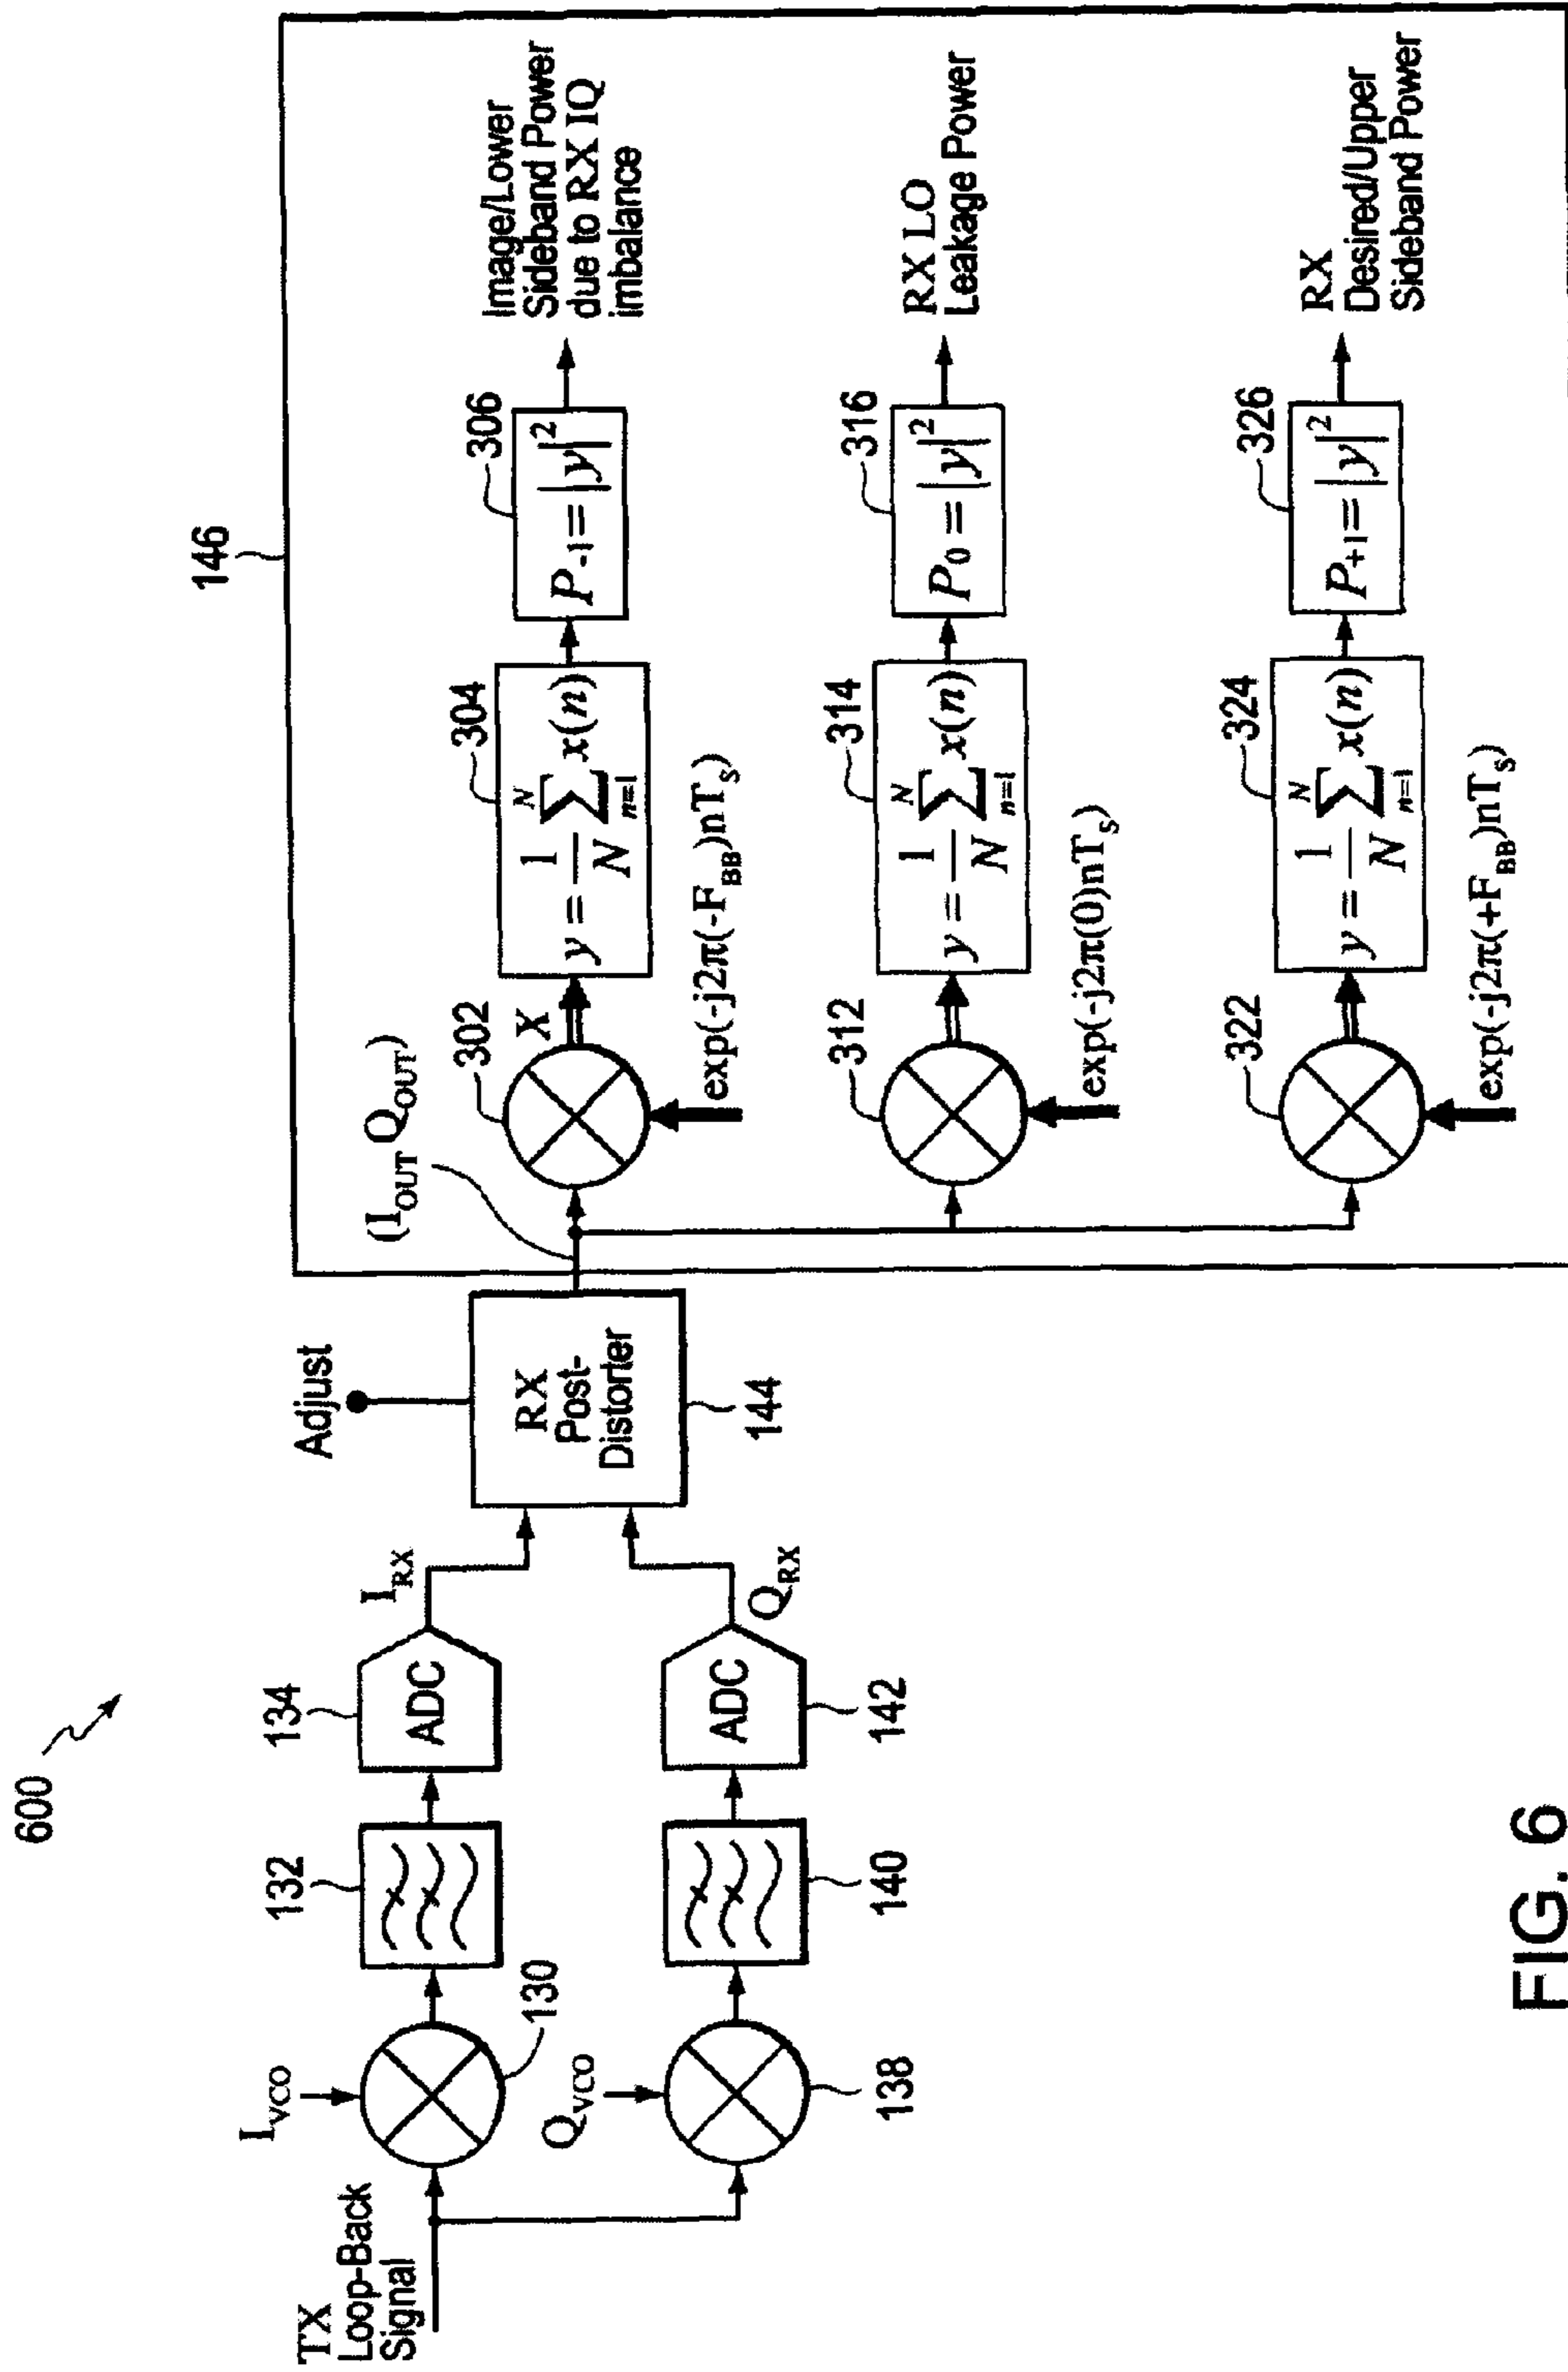 600
TX
Loop-Back
Signal
I_VCO
130
132
134
ADC
I_RX
Q_VCO
138
140
142
ADC
Q_RX
Adjust
RX
Post-
Distorter
144
146
(I_OUT Q_OUT)
302
X
exp(-j2π(-F_BB)nT_S)
304
y = 1/N ∑_{n=1}^{N} x(n)
306
P_-1 = |y|^2
Image/Lower
Sideband Power
due to RX IQ
imbalance
312
exp(-j2π(0)nT_S)
314
y = 1/N ∑_{n=1}^{N} x(n)
316
P_0 = |y|^2
RX LO
Leakage Power
322
exp(-j2π(+F_BB)nT_S)
324
y = 1/N ∑_{n=1}^{N} x(n)
326
P_+1 = |y|^2
RX
Desired/Upper
Sideband Power
FIG. 6